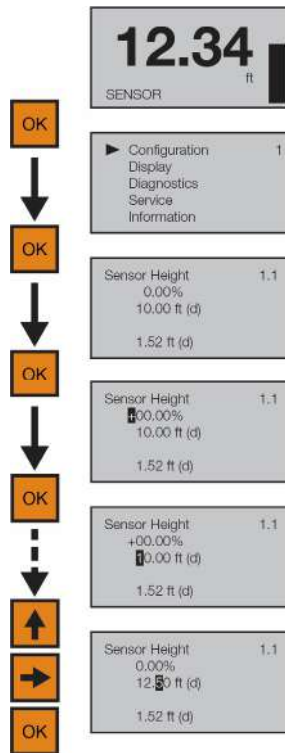 12.34
ft
SENSOR
OK
► Configuration 1
Display
Diagnostics
Service
Information
OK
Sensor Height 1.1
0.00%
10.00 ft (d)
1.52 ft (d)
OK
Sensor Height 1.1
+00.00%
10.00 ft (d)
1.52 ft (d)
OK
Sensor Height 1.1
+00.00%
10.00 ft (d)
1.52 ft (d)
Sensor Height 1.1
0.00%
12.50 ft (d)
1.52 ft (d)
OK